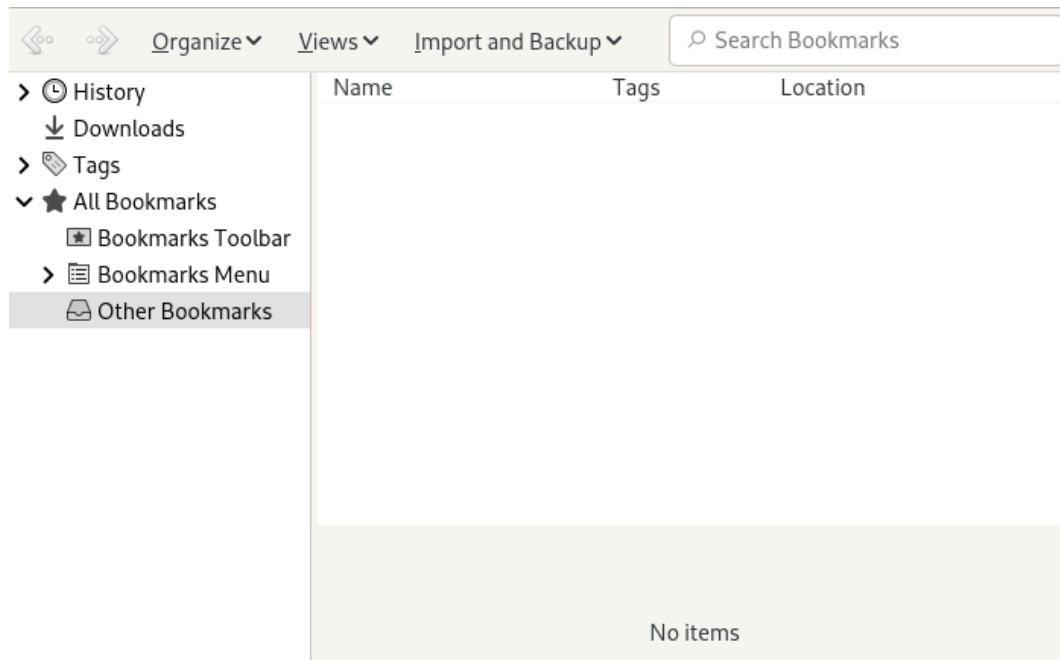 Organize Views Import and Backup Search Bookmarks
Name Tags Location
History
Downloads
Tags
All Bookmarks
Bookmarks Toolbar
Bookmarks Menu
Other Bookmarks
No items